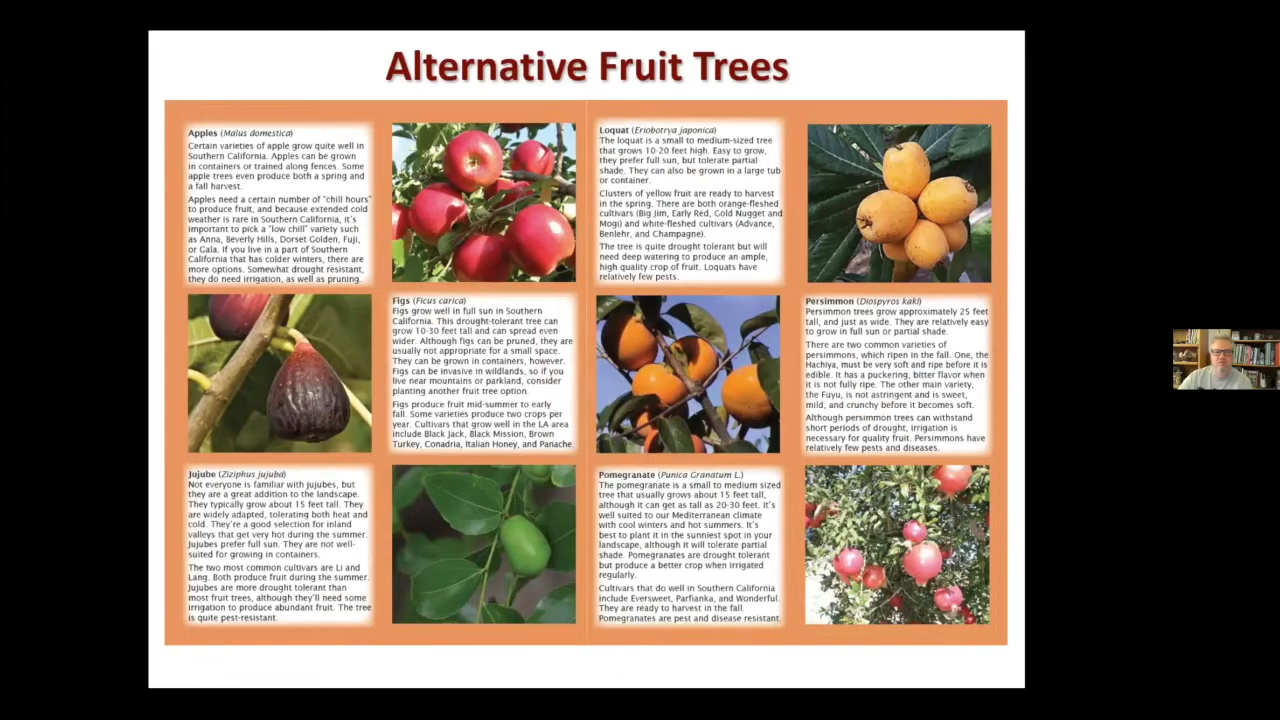 Alternative Fruit Trees
Apples (Malus domestica)
Certain varieties of apple grow quite well in
Southern California. Apples can be grown
in containers or trained along fences. Some
apple trees even produce both a spring and
a fall harvest.
Apples need a certain number of "chill hours"
to produce fruit, and because extended cold
weather is rare in Southern California, it's
important to pick a "low chill" variety such
as Anna, Beverly Hills, Dorset Golden, Fuji,
or Gala. If you live in a part of Southern
California that has colder winters, there are
more options. Somewhat drought resistant,
they do need irrigation, as well as pruning.
Loquat (Eriobotrya japonica)
The loquat is a small to medium-sized tree
that grows 10-20 feet high. Easy to grow,
they prefer full sun, but tolerate partial
shade. They can also be grown in a large tub
or container.
Clusters of yellow fruit are ready to harvest
in the spring. There are both orange-fleshed
cultivars (Big Jim, Early Red, Gold Nugget and
Mogi) and white-fleshed cultivars (Advance,
Benlehr, and Champagne).
The tree is quite drought tolerant but will
need deep watering to produce an ample,
high quality crop of fruit. Loquats have
relatively few pests.
Figs (Ficus carica)
Figs grow well in full sun in Southern
California. This drought-tolerant tree can
grow 10-30 feet tall and can spread even
wider. Although figs can be pruned, they are
usually not appropriate for a small space.
They can be grown in containers, however.
Figs can be invasive in wildlands, so if you
live near mountains or parkland, consider
planting another fruit tree option.
Figs produce fruit mid-summer to early
fall. Some varieties produce two crops per
year. Cultivars that grow well in the LA area
include Black Jack, Black Mission, Brown
Turkey, Conadria, Italian Honey, and Panache.
Persimmon (Diospyros kaki)
Persimmon trees grow approximately 25 feet
tall, and just as wide. They are relatively easy
to grow in full sun or partial shade.
There are two common varieties of
persimmons, which ripen in the fall. One, the
Hachiya, must be very soft and ripe before it is
edible. It has a puckering, bitter flavor when
it is not fully ripe. The other main variety,
the Fuyu, is not astringent and is sweet,
mild, and crunchy before it becomes soft.
Although persimmon trees can withstand
short periods of drought, irrigation is
necessary for quality fruit. Persimmons have
relatively few pests and diseases.
Jujube (Ziziphus jujuba)
Not everyone is familiar with jujubes, but
they are a great addition to the landscape.
They typically grow about 15 feet tall. They
are widely adapted, tolerating both heat and
cold. They're a good selection for inland
valleys that get very hot during the summer.
Jujubes prefer full sun. They are not well-
suited for growing in containers.
The two most common cultivars are Li and
Lang. Both produce fruit during the summer.
Jujubes are more drought tolerant than
most fruit trees, although they'll need some
irrigation to produce abundant fruit. The tree
is quite pest-resistant.
Pomegranate (Punica Granatum L.)
The pomegranate is a small to medium sized
tree that usually grows about 15 feet tall,
although it can get as tall as 20-30 feet. It's
well suited to our Mediterranean climate
with cool winters and hot summers. It's
best to plant it in the sunniest spot in your
landscape, although it will tolerate partial
shade. Pomegranates are drought tolerant
but produce a better crop when irrigated
regularly.
Cultivars that do well in Southern California
include Eversweet, Parfianka, and Wonderful.
They are ready to harvest in the fall.
Pomegranates are pest and disease resistant.